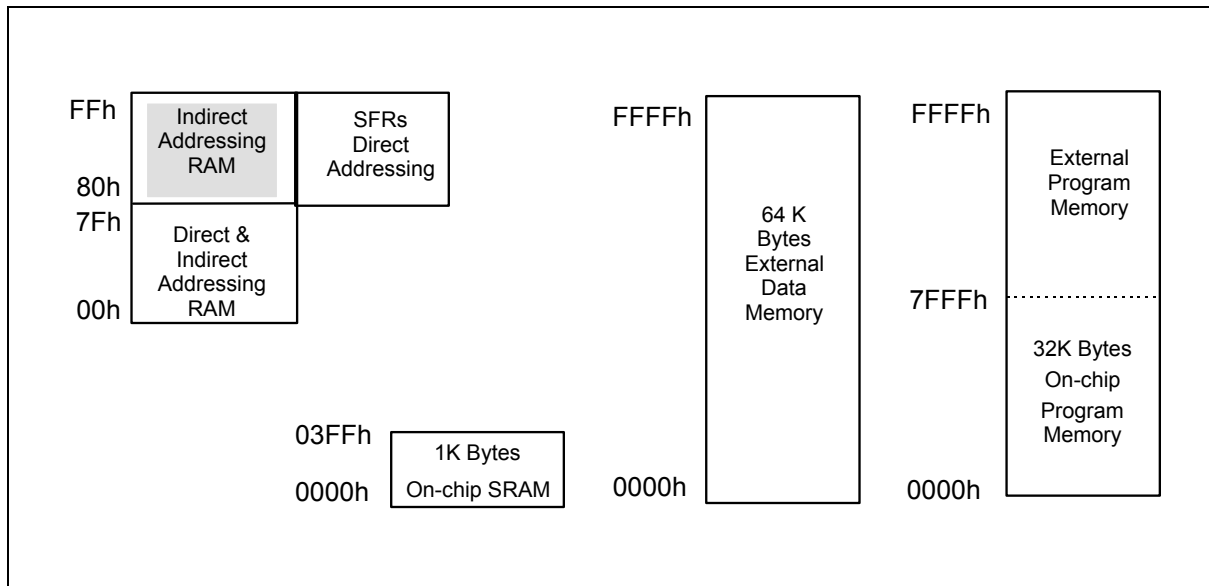 FFh
Indirect
Addressing
RAM
80h
SFRs
Direct
Addressing
7Fh
Direct &
Indirect
Addressing
RAM
00h
03FFh
1K Bytes
On-chip SRAM
0000h
FFFFh
64 K
Bytes
External
Data
Memory
0000h
FFFFh
External
Program
Memory
7FFFh
32K Bytes
On-chip
Program
Memory
0000h